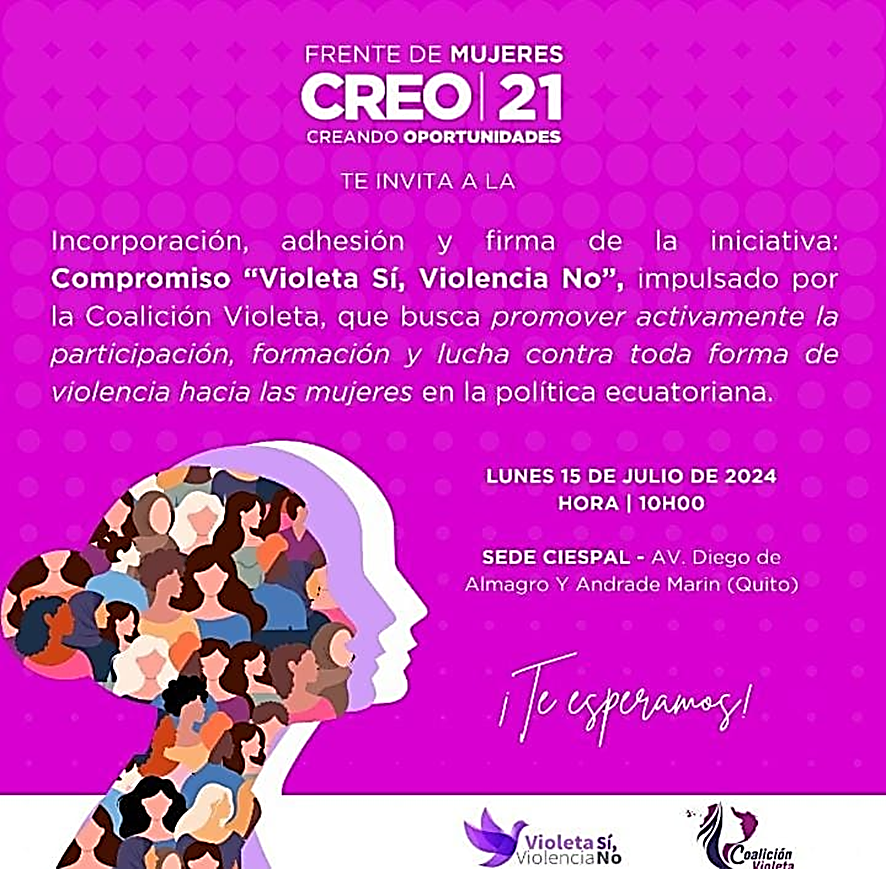 FRENTE DE MUJERES
CREO | 21
CREANDO OPORTUNIDADES
TE INVITA A LA
Incorporación, adhesión y firma de la iniciativa:
Compromiso “Violeta Sí, Violencia No”, impulsado por
la Coalición Violeta, que busca promover activamente la
participación, formación y lucha contra toda forma de
violencia hacia las mujeres en la política ecuatoriana.
LUNES 15 DE JULIO DE 2024
HORA | 10H00
SEDE CIESPAL - AV. Diego de
Almagro Y Andrade Marin (Quito)
¡Te esperamos!
Violeta Sí,
Violencia No
Coalición
Violeta